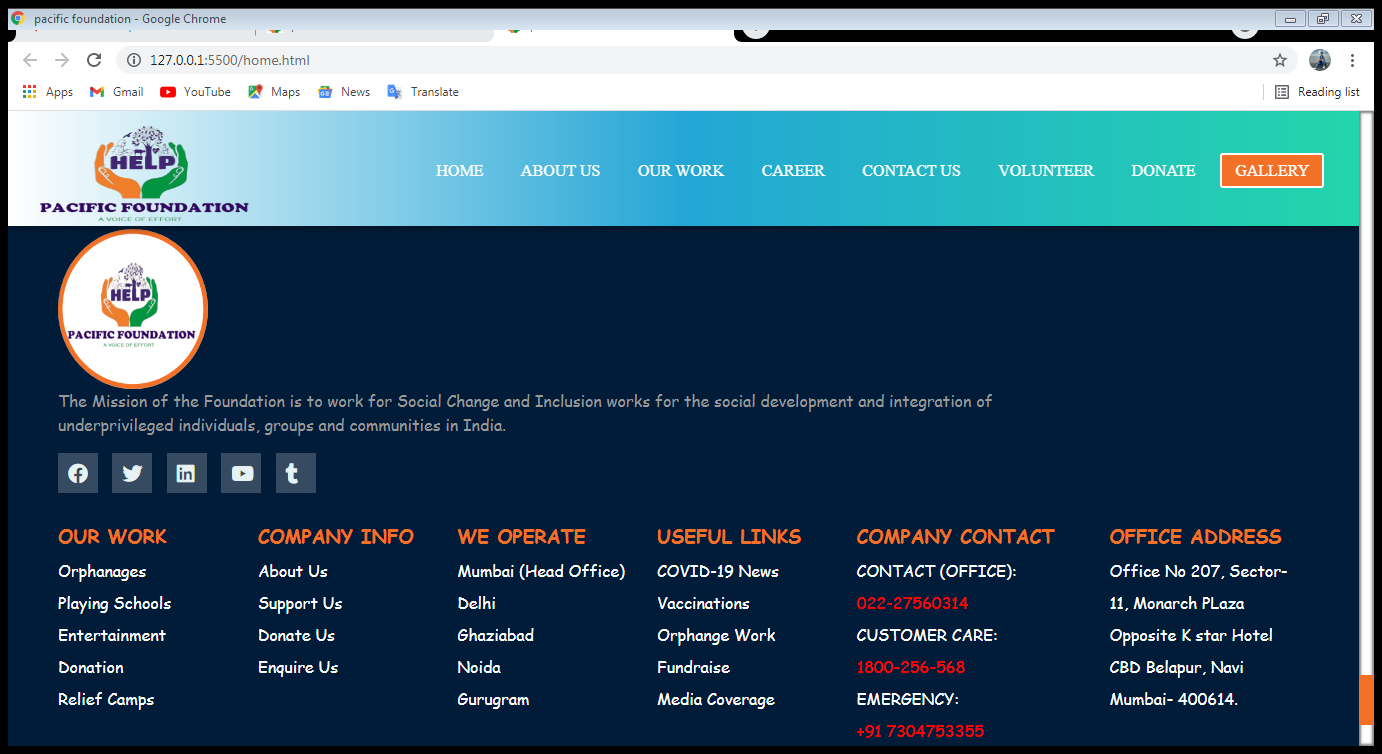 pacific foundation - Google Chrome
127.0.0.1:5500/home.html
Apps Gmail YouTube Maps News Translate Reading list
HELP
PACIFIC FOUNDATION
A VOICE OF EFFORT
HOME ABOUT US OUR WORK CAREER CONTACT US VOLUNTEER DONATE GALLERY
HELP
PACIFIC FOUNDATION
A VOICE OF EFFORT
The Mission of the Foundation is to work for Social Change and Inclusion works for the social development and integration of
underprivileged individuals, groups and communities in India.
OUR WORK
Orphanages
Playing Schools
Entertainment
Donation
Relief Camps
COMPANY INFO
About Us
Support Us
Donate Us
Enquire Us
WE OPERATE
Mumbai (Head Office)
Delhi
Ghaziabad
Noida
Gurugram
USEFUL LINKS
COVID-19 News
Vaccinations
Orphange Work
Fundraise
Media Coverage
COMPANY CONTACT
CONTACT (OFFICE):
022-27560314
CUSTOMER CARE:
1800-256-568
EMERGENCY:
+91 7304753355
OFFICE ADDRESS
Office No 207, Sector-
11, Monarch PLaza
Opposite K star Hotel
CBD Belapur, Navi
Mumbai- 400614.